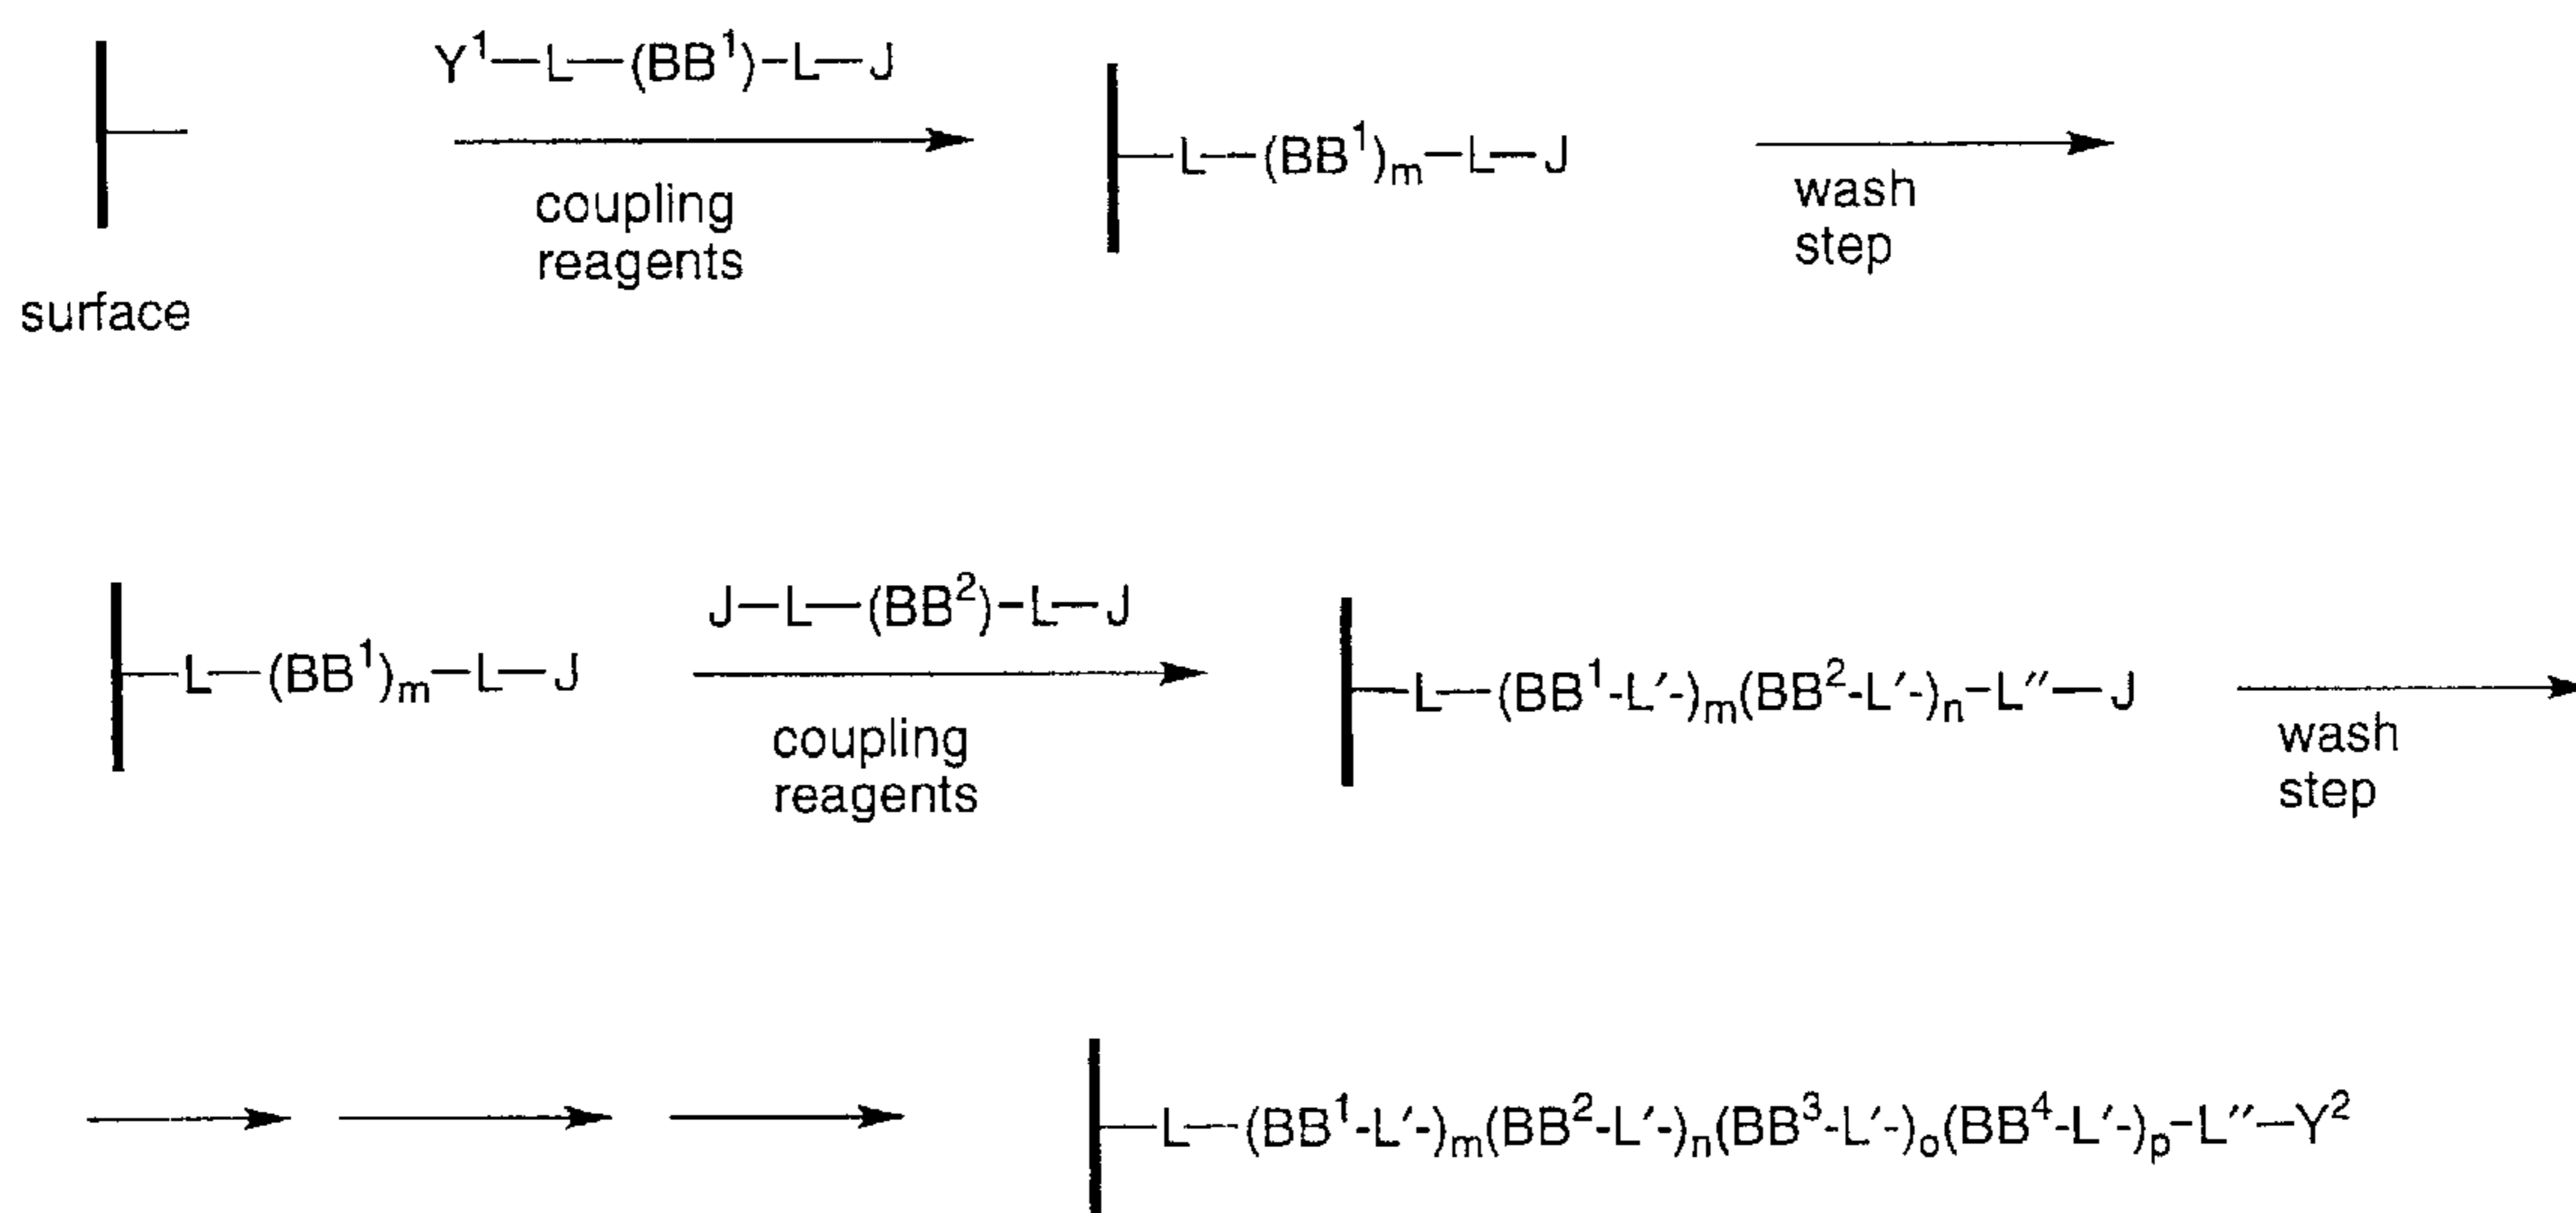 Y¹—L—(BB¹)-L—J
coupling
reagents
surface
L—(BB¹)ₘ—L—J
wash
step
J—L—(BB²)-L—J
L—(BB¹)ₘ—L—J
coupling
reagents
L—(BB¹-L′-)ₘ(BB²-L′-)ₙ-L″—J
wash
step
L—(BB¹-L′-)ₘ(BB²-L′-)ₙ(BB³-L′-)ₒ(BB⁴-L′-)ₚ-L″—Y²